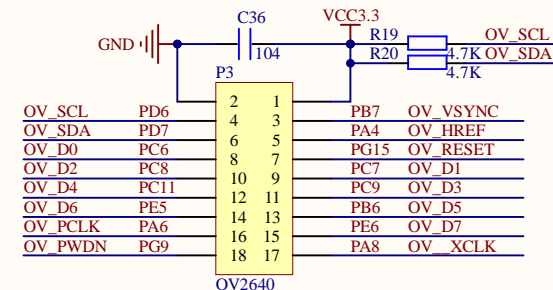 C36
VCC3.3
GND
104
R19
OV_SCL
R20
4.7K
OV_SDA
4.7K
P3
2 1
OV_SCL PD6 4 3 PB7 OV_VSYNC
OV_SDA PD7 6 5 PA4 OV_HREF
OV_D0 PC6 8 7 PG15 OV_RESET
OV_D2 PC8 10 9 PC7 OV_D1
OV_D4 PC11 12 11 PC9 OV_D3
OV_D6 PE5 14 13 PB6 OV_D5
OV_PCLK PA6 16 15 PE6 OV_D7
OV_PWDN PG9 18 17 PA8 OV__XCLK
OV2640